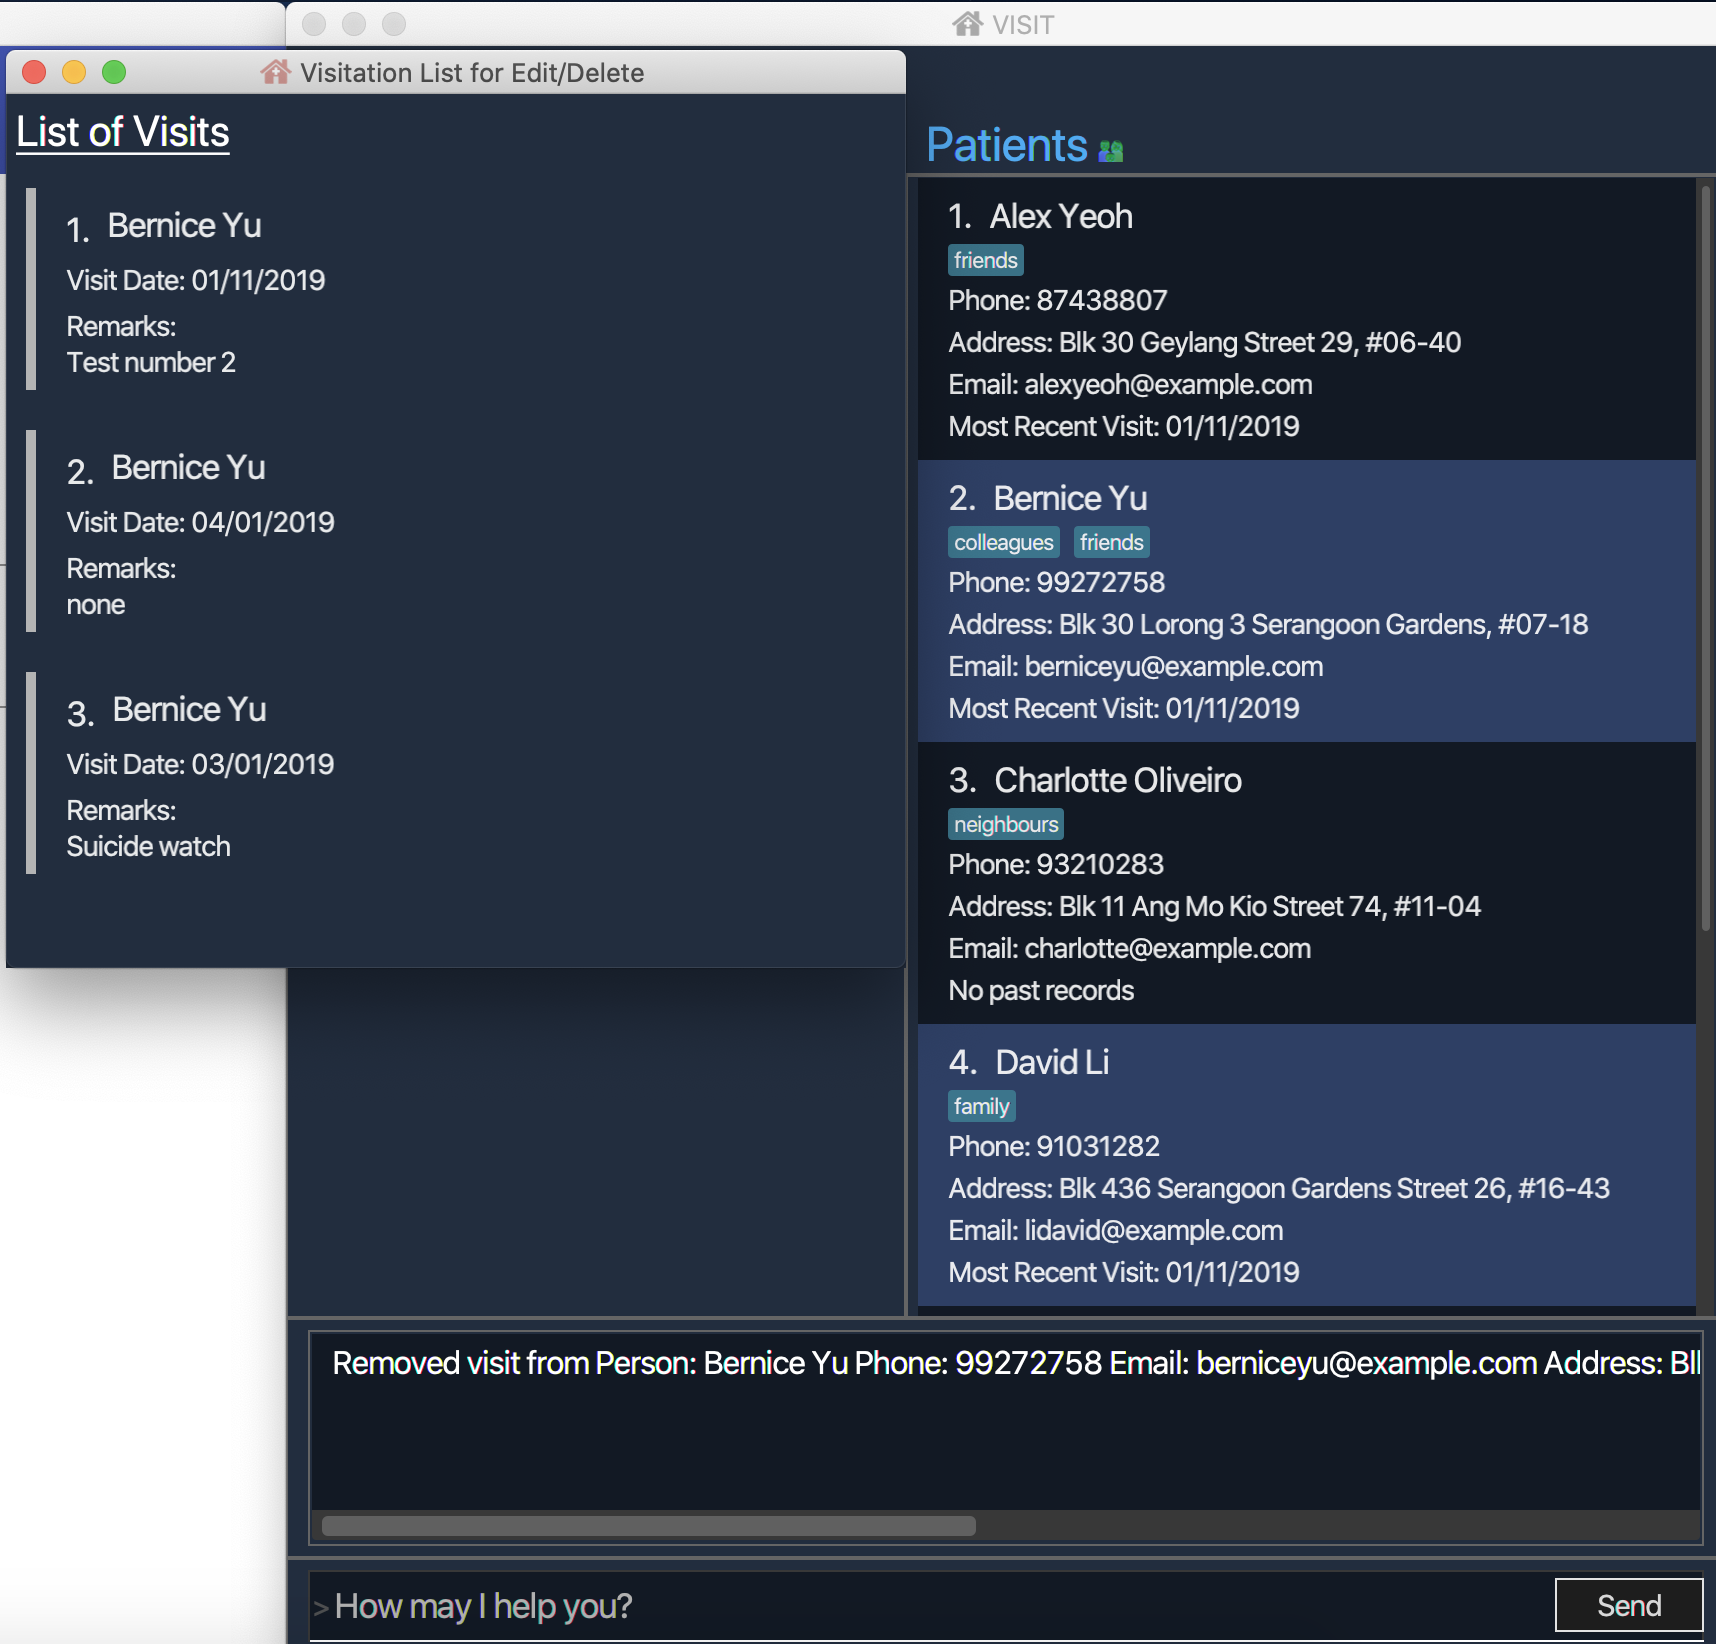 VISIT
Visitation List for Edit/Delete
List of Visits
1. Bernice Yu
Visit Date: 01/11/2019
Remarks:
Test number 2
2. Bernice Yu
Visit Date: 04/01/2019
Remarks:
none
3. Bernice Yu
Visit Date: 03/01/2019
Remarks:
Suicide watch
Patients
1. Alex Yeoh
friends
Phone: 87438807
Address: Blk 30 Geylang Street 29, #06-40
Email: alexyeoh@example.com
Most Recent Visit: 01/11/2019
2. Bernice Yu
colleagues friends
Phone: 99272758
Address: Blk 30 Lorong 3 Serangoon Gardens, #07-18
Email: berniceyu@example.com
Most Recent Visit: 01/11/2019
3. Charlotte Oliveiro
neighbours
Phone: 93210283
Address: Blk 11 Ang Mo Kio Street 74, #11-04
Email: charlotte@example.com
No past records
4. David Li
family
Phone: 91031282
Address: Blk 436 Serangoon Gardens Street 26, #16-43
Email: lidavid@example.com
Most Recent Visit: 01/11/2019
Removed visit from Person: Bernice Yu Phone: 99272758 Email: berniceyu@example.com Address: Bl
> How may I help you?
Send